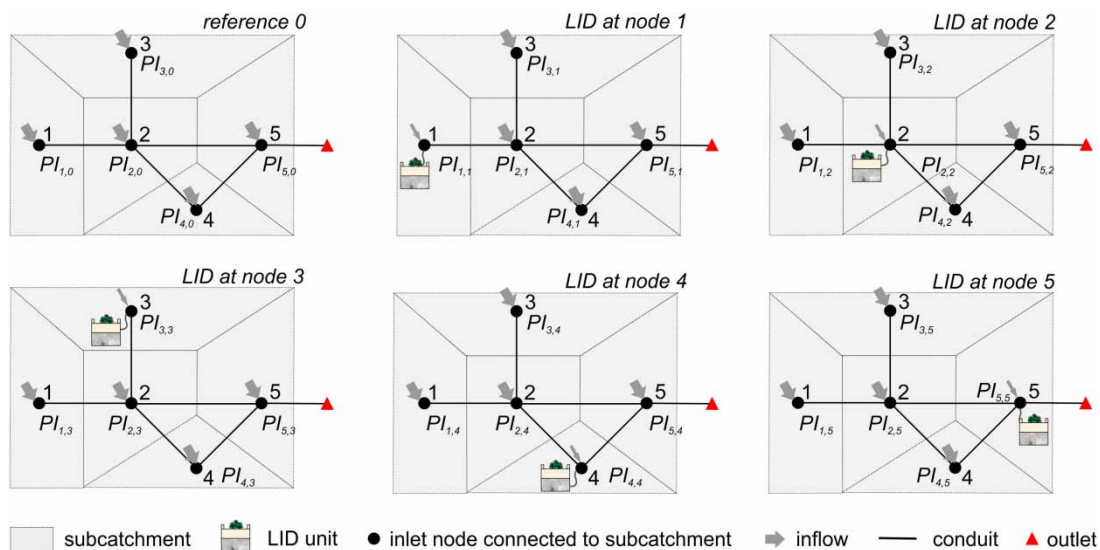 reference 0
3
PI3,0
1
2
5
PI1,0
PI2,0
PI5,0
PI4,0
4
LID at node 1
3
PI3,1
1
2
5
PI1,1
PI2,1
PI5,1
PI4,1
4
LID at node 2
3
PI3,2
1
2
5
PI1,2
PI2,2
PI5,2
PI4,2
4
LID at node 3
3
PI3,3
1
2
5
PI1,3
PI2,3
PI5,3
4
PI4,3
LID at node 4
3
PI3,4
1
2
5
PI1,4
PI2,4
PI5,4
4
PI4,4
LID at node 5
3
PI3,5
1
2
PI5,5
5
PI1,5
PI2,5
PI4,5
4
subcatchment LID unit inlet node connected to subcatchment inflow conduit outlet